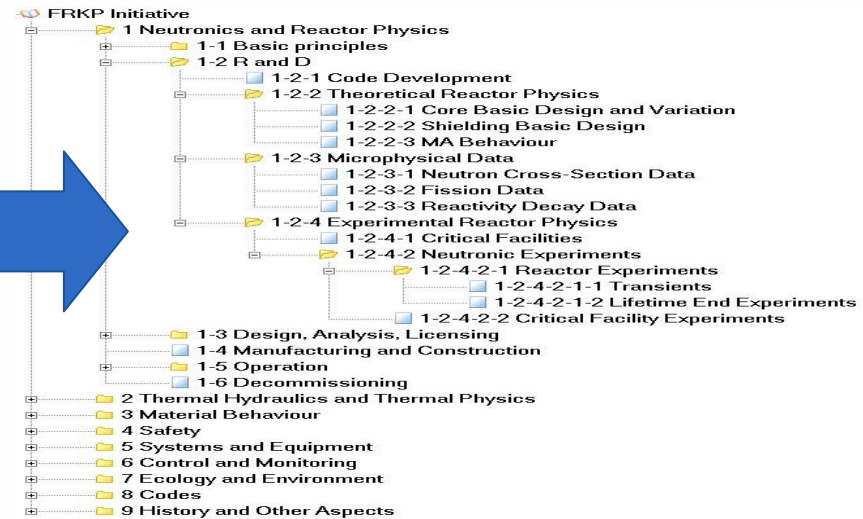 FRKP Initiative
1 Neutronics and Reactor Physics
1-1 Basic principles
1-2 R and D
1-2-1 Code Development
1-2-2 Theoretical Reactor Physics
1-2-2-1 Core Basic Design and Variation
1-2-2-2 Shielding Basic Design
1-2-2-3 MA Behaviour
1-2-3 Microphysical Data
1-2-3-1 Neutron Cross-Section Data
1-2-3-2 Fission Data
1-2-3-3 Reactivity Decay Data
1-2-4 Experimental Reactor Physics
1-2-4-1 Critical Facilities
1-2-4-2 Neutronic Experiments
1-2-4-2-1 Reactor Experiments
1-2-4-2-1-1 Transients
1-2-4-2-1-2 Lifetime End Experiments
1-2-4-2-2 Critical Facility Experiments
1-3 Design, Analysis, Licensing
1-4 Manufacturing and Construction
1-5 Operation
1-6 Decommissioning
2 Thermal Hydraulics and Thermal Physics
3 Material Behaviour
4 Safety
5 Systems and Equipment
6 Control and Monitoring
7 Ecology and Environment
8 Codes
9 History and Other Aspects